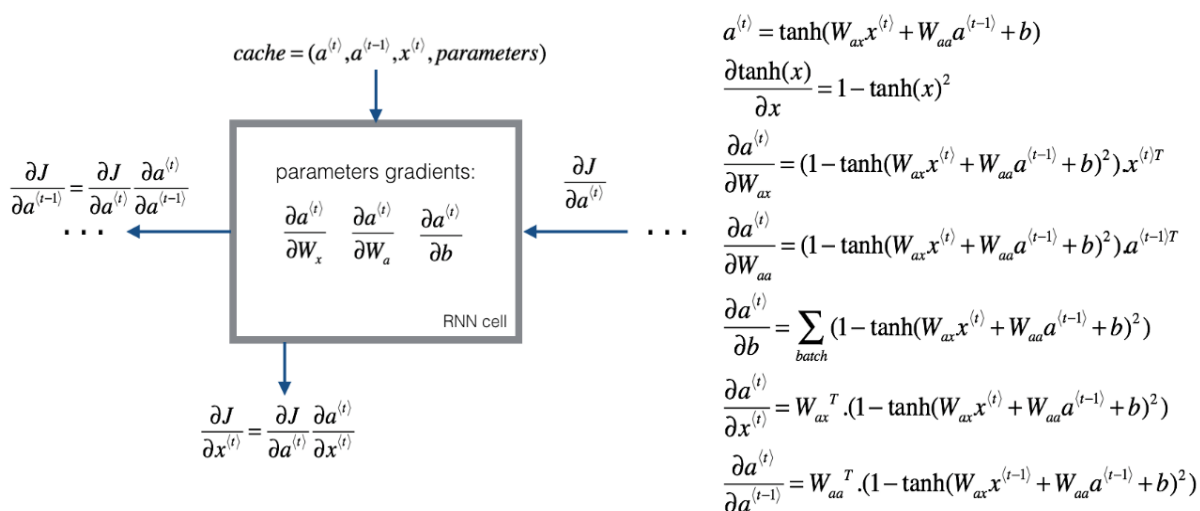 cache = (a^⟨t⟩, a^⟨t-1⟩, x^⟨t⟩, parameters)
∂J/∂a^⟨t-1⟩ = ∂J/∂a^⟨t⟩ ∂a^⟨t⟩/∂a^⟨t-1⟩
. . .
parameters gradients:
∂a^⟨t⟩/∂W_x ∂a^⟨t⟩/∂W_a ∂a^⟨t⟩/∂b
RNN cell
∂J/∂a^⟨t⟩
. . .
∂J/∂x^⟨t⟩ = ∂J/∂a^⟨t⟩ ∂a^⟨t⟩/∂x^⟨t⟩
a^⟨t⟩ = tanh(W_ax x^⟨t⟩ + W_aa a^⟨t-1⟩ + b)
∂tanh(x)/∂x = 1 − tanh(x)^2
∂a^⟨t⟩/∂W_ax = (1 − tanh(W_ax x^⟨t⟩ + W_aa a^⟨t-1⟩ + b)^2).x^⟨t⟩T
∂a^⟨t⟩/∂W_aa = (1 − tanh(W_ax x^⟨t⟩ + W_aa a^⟨t-1⟩ + b)^2).a^⟨t-1⟩T
∂a^⟨t⟩/∂b = ∑_batch (1 − tanh(W_ax x^⟨t⟩ + W_aa a^⟨t-1⟩ + b)^2)
∂a^⟨t⟩/∂x^⟨t⟩ = W_ax^T .(1 − tanh(W_ax x^⟨t⟩ + W_aa a^⟨t-1⟩ + b)^2)
∂a^⟨t⟩/∂a^⟨t-1⟩ = W_aa^T .(1 − tanh(W_ax x^⟨t-1⟩ + W_aa a^⟨t-1⟩ + b)^2)